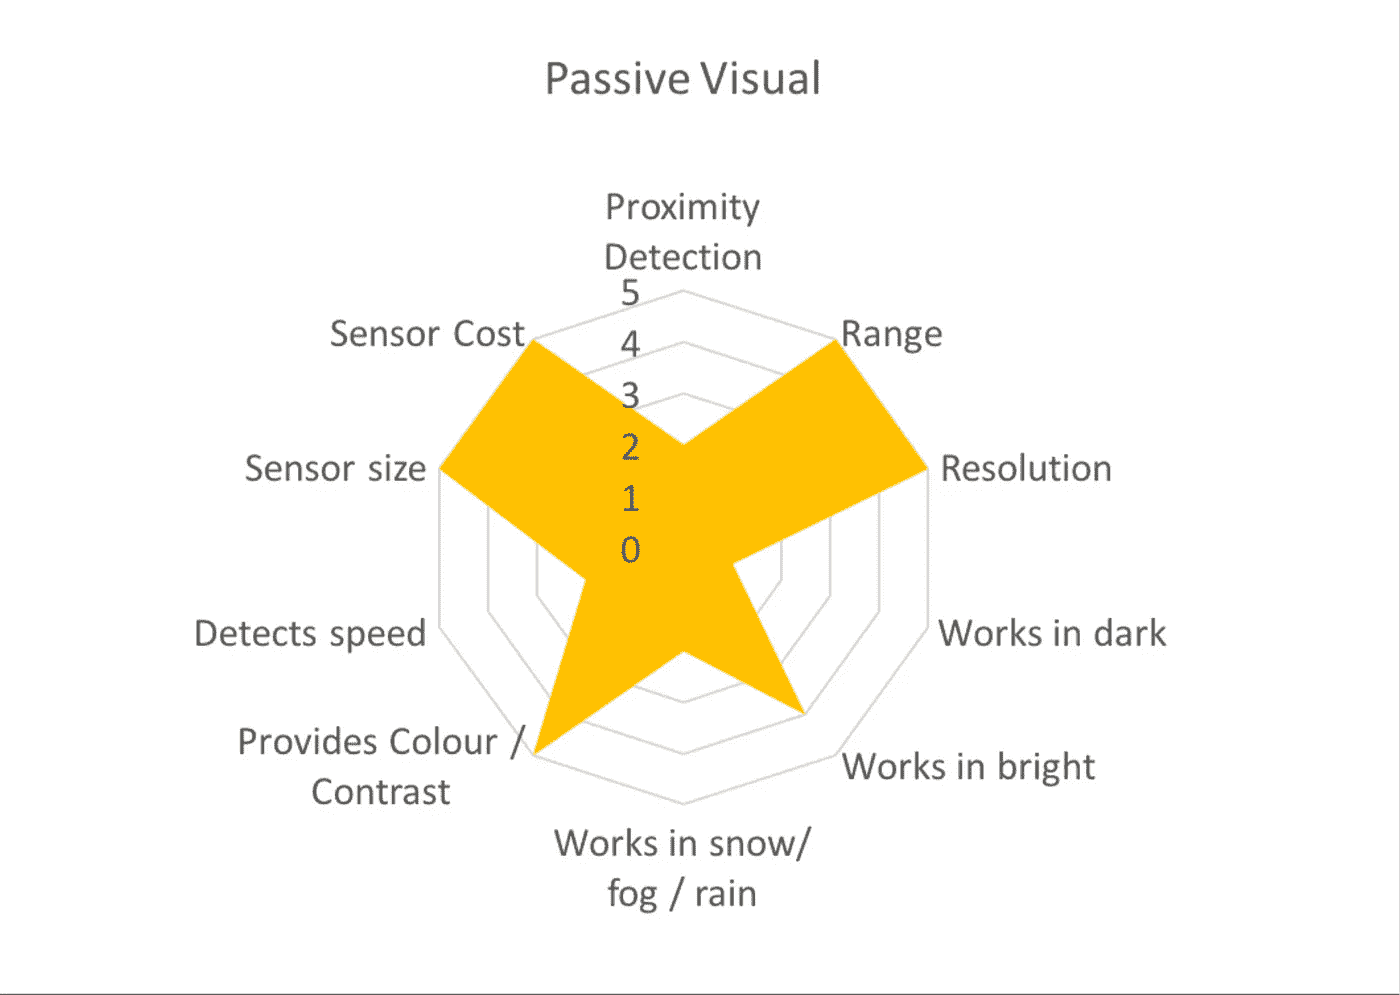 Passive Visual
Proximity
Detection
5
Sensor Cost
Range
4
3
2
Sensor size
Resolution
1
0
Detects speed
Works in dark
Provides Colour /
Contrast
Works in bright
Works in snow/
fog / rain